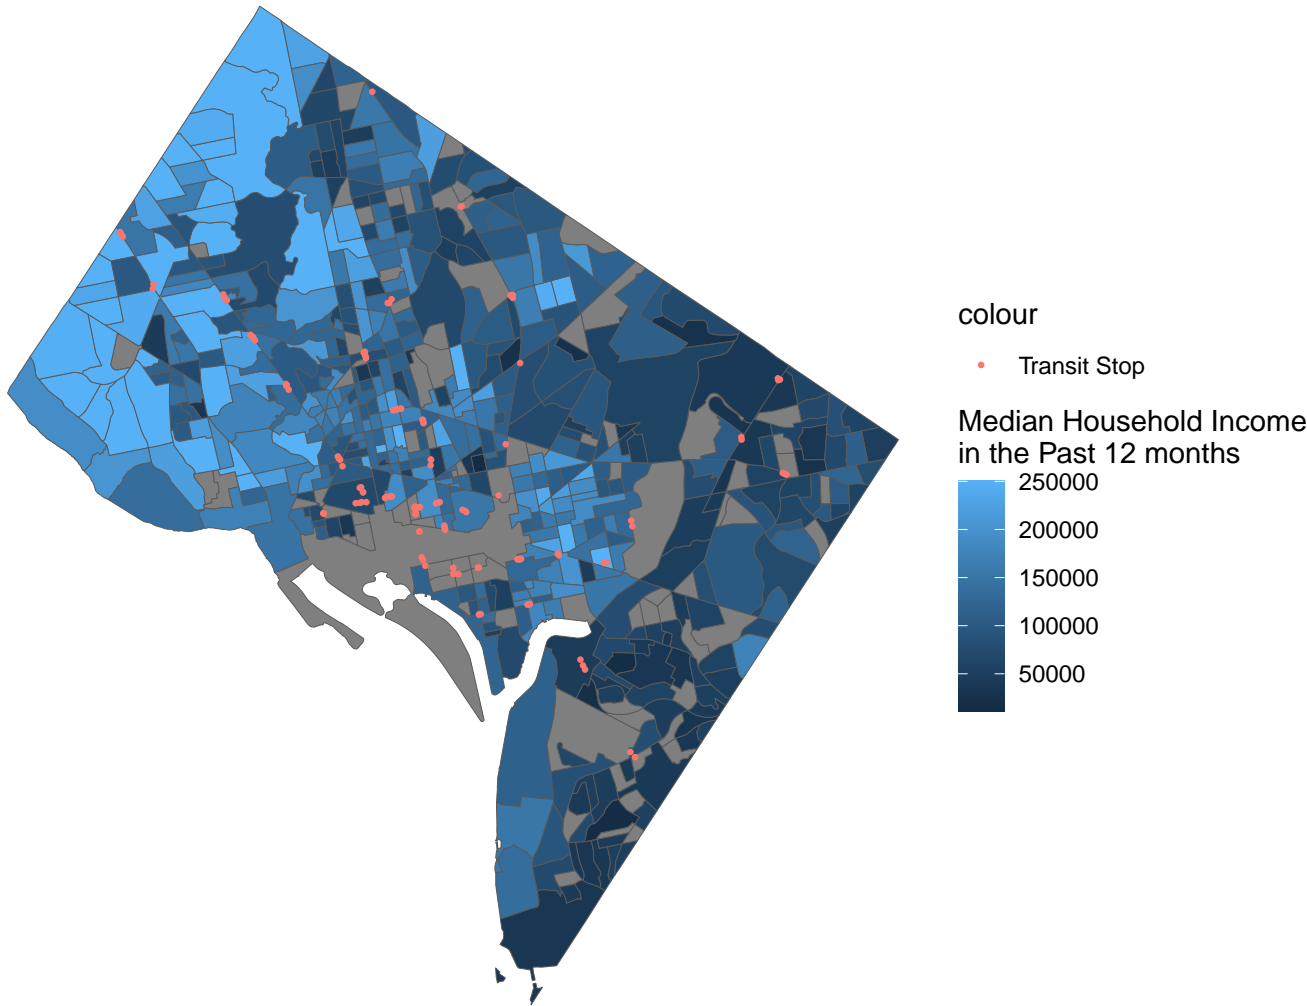 colour
Transit Stop
Median Household Income
in the Past 12 months
250000
200000
150000
100000
50000